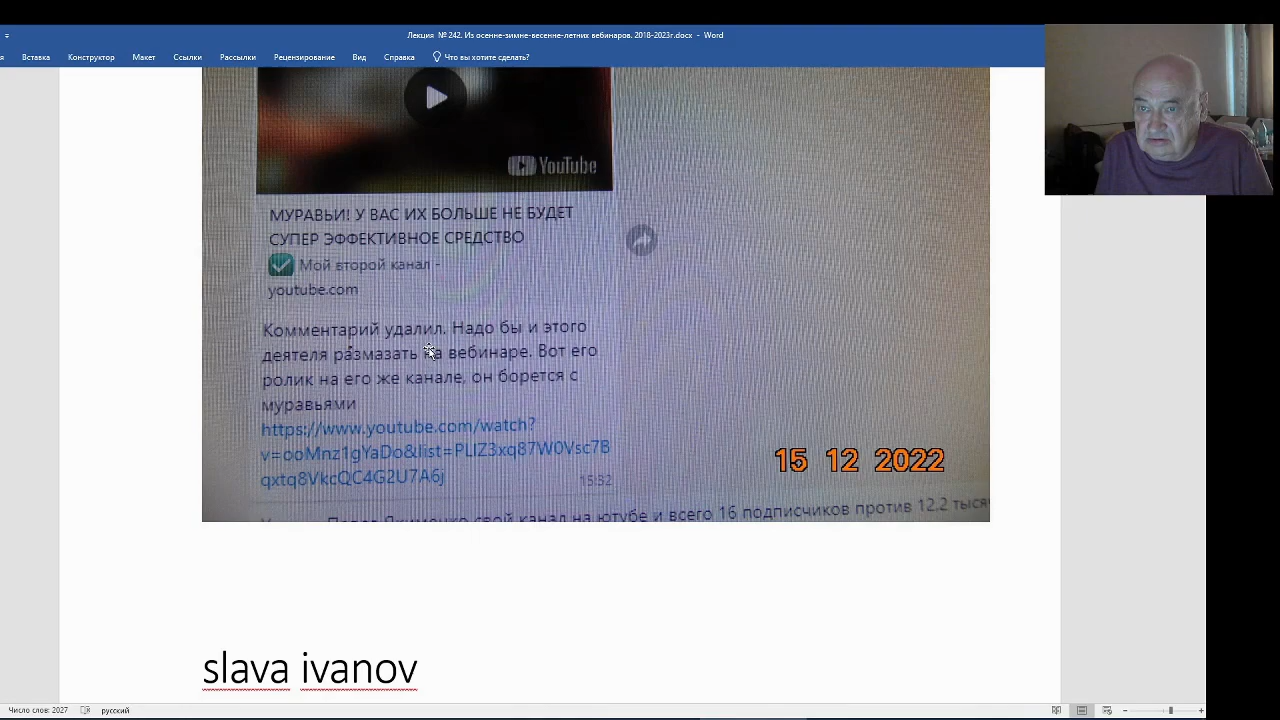 Лекция № 242. Из осенне-зимне-весенне-летних вебинаров. 2018-2023г.docx - Word
Вставка Конструктор Макет Ссылки Рассылки Рецензирование Вид Справка Что вы хотите сделать?
YouTube
МУРАВЬИ! У ВАС ИХ БОЛЬШЕ НЕ БУДЕТ
СУПЕР ЭФФЕКТИВНОЕ СРЕДСТВО
Мой второй канал -
youtube.com
Комментарий удалил. Надо бы и этого
деятеля размазать на вебинаре. Вот его
ролик на его же канале, он борется с
муравьями
https://www.youtube.com/watch?
v=ooMnz1gYaDo&list=PLIZ3xq87W0Vsc7B
qxtq8VkcQC4G2U7A6j
15:32
15 12 2022
свой канал на ютубе и всего 16 подписчиков против 12,2
slava ivanov
Число слов: 2027 русский